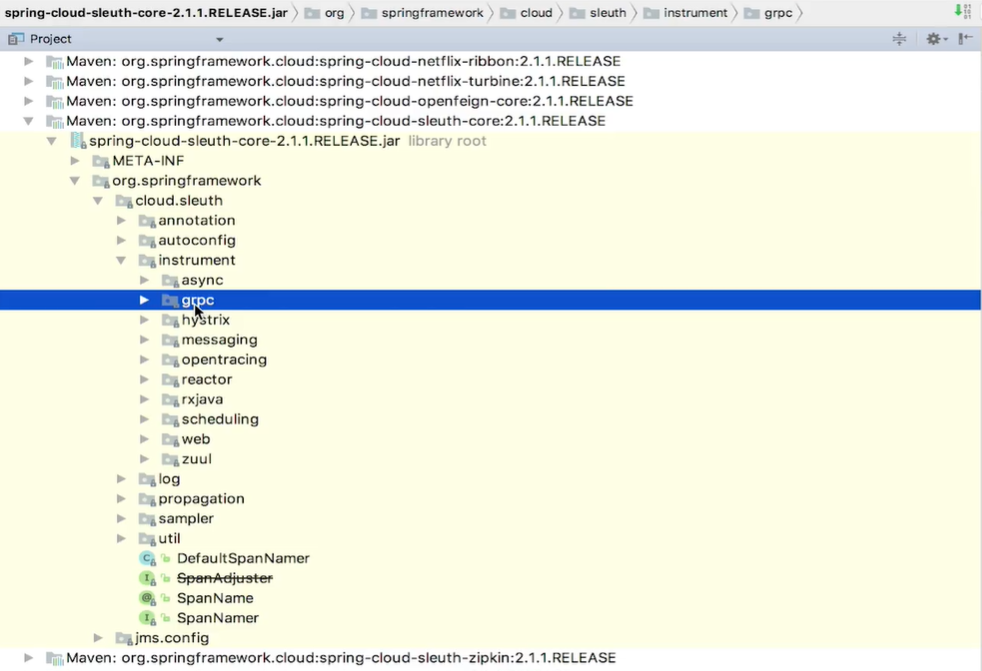 spring-cloud-sleuth-core-2.1.1.RELEASE.jar org springframework cloud sleuth instrument grpc
Project
Maven: org.springframework.cloud:spring-cloud-netflix-ribbon:2.1.1.RELEASE
Maven: org.springframework.cloud:spring-cloud-netflix-turbine:2.1.1.RELEASE
Maven: org.springframework.cloud:spring-cloud-openfeign-core:2.1.1.RELEASE
Maven: org.springframework.cloud:spring-cloud-sleuth-core:2.1.1.RELEASE
spring-cloud-sleuth-core-2.1.1.RELEASE.jar library root
META-INF
org.springframework
cloud.sleuth
annotation
autoconfig
instrument
async
grpc
hystrix
messaging
opentracing
reactor
rxjava
scheduling
web
zuul
log
propagation
sampler
util
C DefaultSpanNamer
I SpanAdjuster
@ SpanName
I SpanNamer
jms.config
Maven: org.springframework.cloud:spring-cloud-sleuth-zipkin:2.1.1.RELEASE